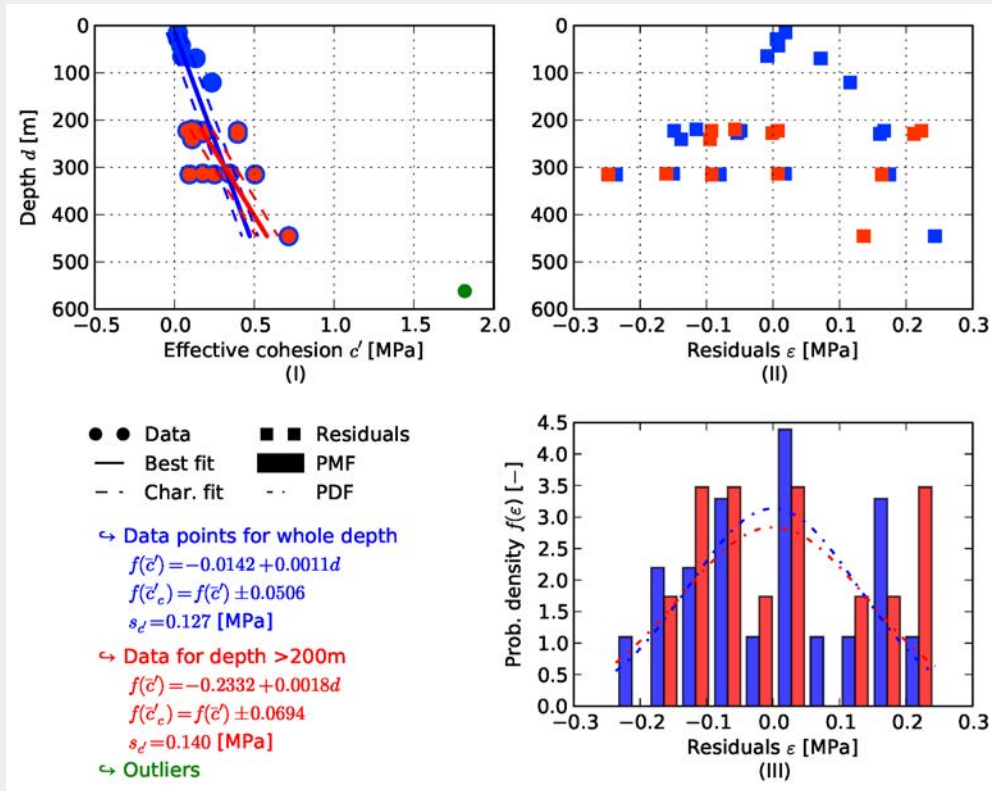 0
100
200
300
400
500
600
Depth d [m]
−0.5 0.0 0.5 1.0 1.5 2.0
Effective cohesion c′ [MPa]
(I)
0
100
200
300
400
500
600
−0.3 −0.2 −0.1 0.0 0.1 0.2 0.3
Residuals ε [MPa]
(II)
Data
Residuals
Best fit
PMF
Char. fit
PDF
↪ Data points for whole depth
f(c̄′)=−0.0142+0.0011d
f(c̄′c)=f(c̄′)±0.0506
sc′=0.127 [MPa]
↪ Data for depth >200m
f(c̄′)=−0.2332+0.0018d
f(c̄′c)=f(c̄′)±0.0694
sc′=0.140 [MPa]
↪ Outliers
4.5
4.0
3.5
3.0
2.5
2.0
1.5
1.0
0.5
0.0
Prob. density f(ε) [−]
−0.3 −0.2 −0.1 0.0 0.1 0.2 0.3
Residuals ε [MPa]
(III)